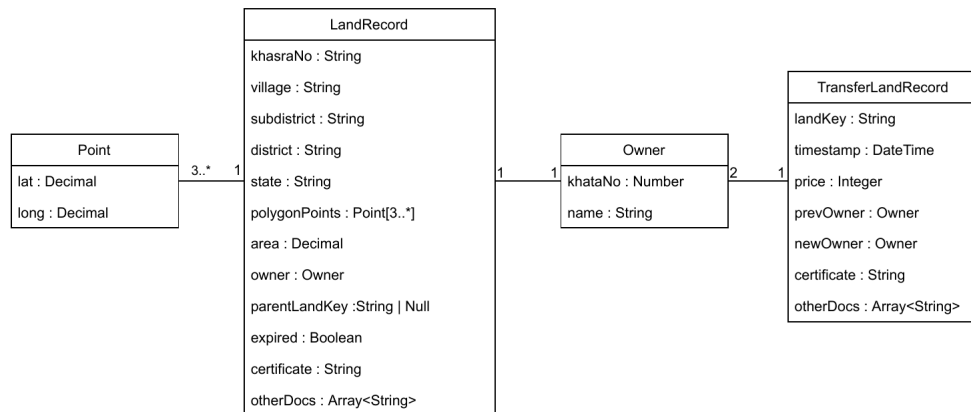 Point
lat : Decimal
long : Decimal
3..*
1
LandRecord
khasraNo : String
village : String
subdistrict : String
district : String
state : String
polygonPoints : Point[3..*]
area : Decimal
owner : Owner
parentLandKey :String | Null
expired : Boolean
certificate : String
otherDocs : Array<String>
1
1
Owner
khataNo : Number
name : String
2
1
TransferLandRecord
landKey : String
timestamp : DateTime
price : Integer
prevOwner : Owner
newOwner : Owner
certificate : String
otherDocs : Array<String>